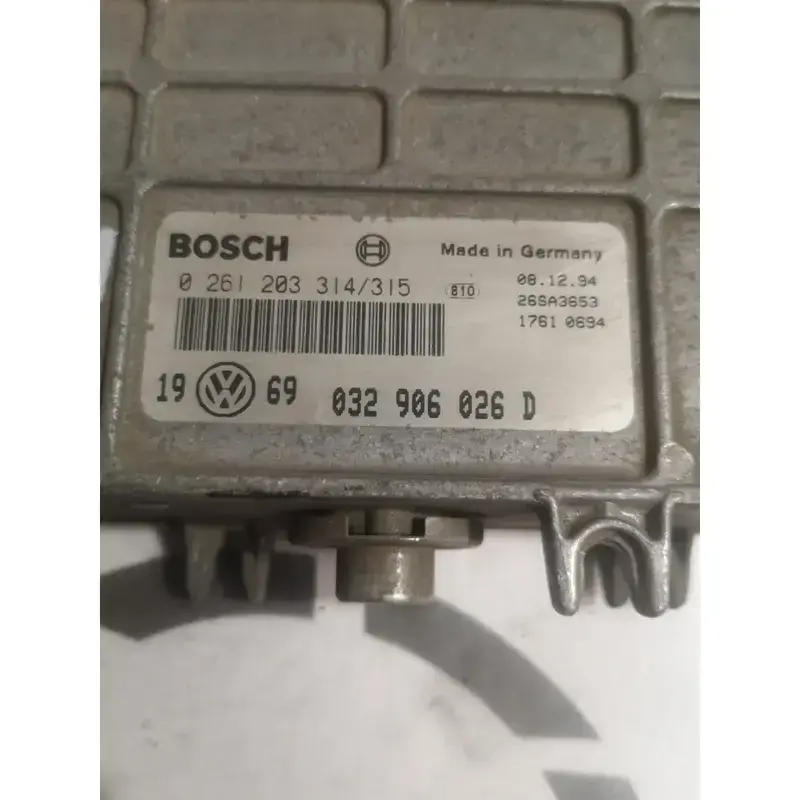 BOSCH Made in Germany
0 261 203 314/315 810 08.12.94
26SA3653
1761 0694
19 VW 69 032 906 026 D